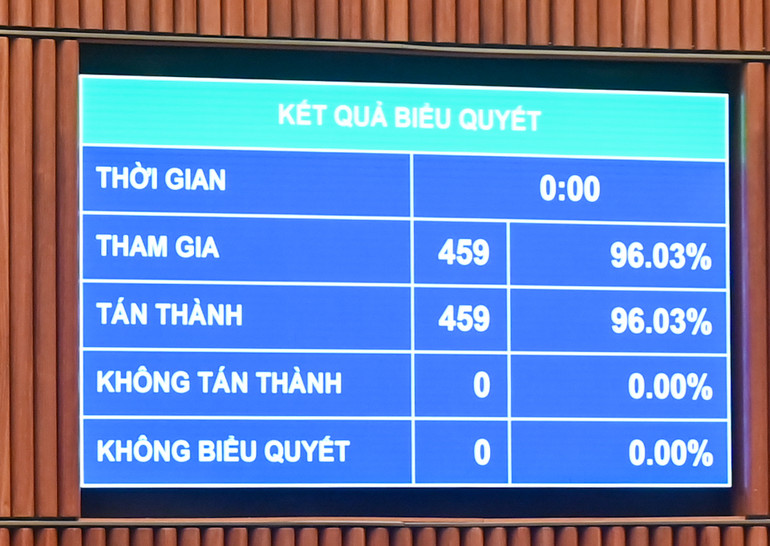 KẾT QUẢ BIỂU QUYẾT
THỜI GIAN 0:00
THAM GIA 459 96.03%
TÁN THÀNH 459 96.03%
KHÔNG TÁN THÀNH 0 0.00%
KHÔNG BIỂU QUYẾT 0 0.00%